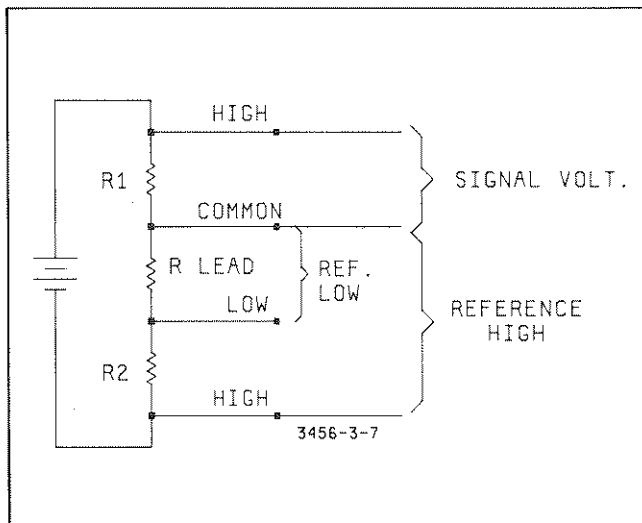 HIGH
R1
SIGNAL VOLT.
COMMON
R LEAD
REF.
LOW
LOW
REFERENCE
HIGH
R2
HIGH
3456-3-7